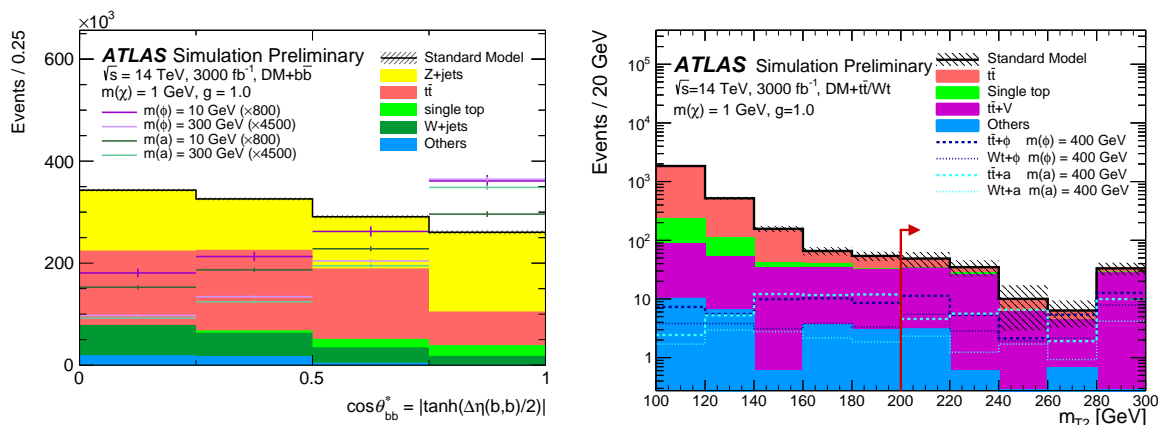 ×10³
Events / 0.25
600
400
200
0
ATLAS Simulation Preliminary
√s = 14 TeV, 3000 fb⁻¹, DM+bb̄
m(χ) = 1 GeV, g = 1.0
m(ϕ) = 10 GeV (×800)
m(ϕ) = 300 GeV (×4500)
m(a) = 10 GeV (×800)
m(a) = 300 GeV (×4500)
Standard Model
Z+jets
tt̄
single top
W+jets
Others
0 0.5 1
cosθ*bb = |tanh(Δη(b,b)/2)|
Events / 20 GeV
10⁵
10⁴
10³
10²
10
1
ATLAS Simulation Preliminary
√s=14 TeV, 3000 fb⁻¹, DM+tt̄/Wt
m(χ) = 1 GeV, g=1.0
Standard Model
tt̄
Single top
tt̄+V
Others
tt̄+ϕ m(ϕ) = 400 GeV
Wt+ϕ m(ϕ) = 400 GeV
tt̄+a m(a) = 400 GeV
Wt+a m(a) = 400 GeV
100 120 140 160 180 200 220 240 260 280 300
mT2 [GeV]